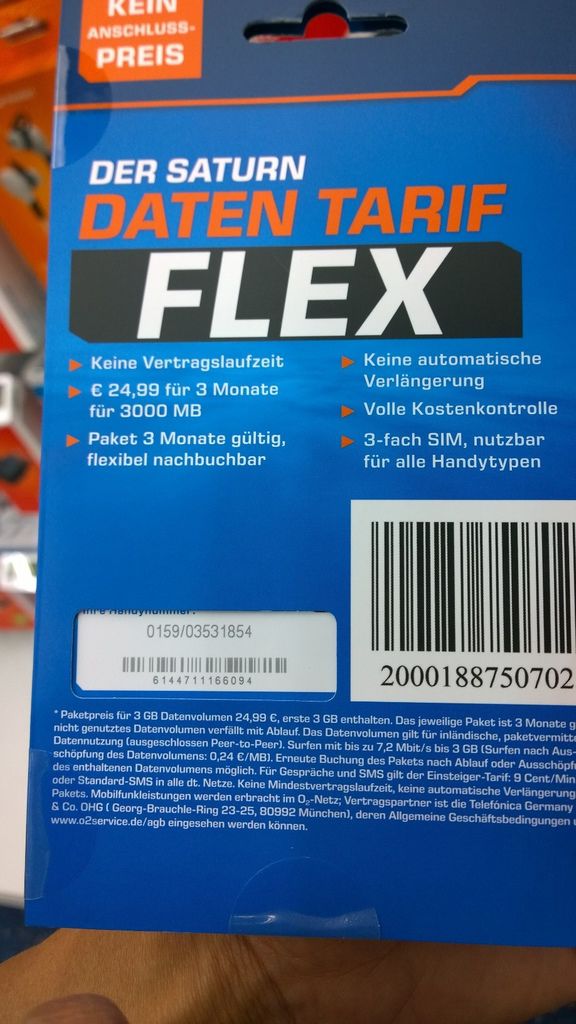 KEIN
ANSCHLUSS-
PREIS
DER SATURN
DATEN TARIF
FLEX
Keine Vertragslaufzeit
€ 24,99 für 3 Monate
für 3000 MB
Paket 3 Monate gültig,
flexibel nachbuchbar
Keine automatische
Verlängerung
Volle Kostenkontrolle
3-fach SIM, nutzbar
für alle Handytypen
Ihre Handynummer:
0159/03531854
6144711166094
2000188750702
* Paketpreis für 3 GB Datenvolumen 24,99 €, erste 3 GB enthalten. Das jeweilige Paket ist 3 Monate g
nicht genutztes Datenvolumen verfällt mit Ablauf. Das Datenvolumen gilt für inländische, paketvermitte
Datennutzung (ausgeschlossen Peer-to-Peer). Surfen mit bis zu 7,2 Mbit/s bis 3 GB (Surfen nach Aus-
schöpfung des Datenvolumens: 0,24 €/MB). Erneute Buchung des Pakets nach Ablauf oder Ausschöpfu
des enthaltenen Datenvolumens möglich. Für Gespräche und SMS gilt der Einsteiger-Tarif: 9 Cent/Min
oder Standard-SMS in alle dt. Netze. Keine Mindestvertragslaufzeit, keine automatische Verlängerung
Pakets. Mobilfunkleistungen werden erbracht im O₂-Netz; Vertragspartner ist die Telefónica Germany
& Co. OHG ( Georg-Brauchle-Ring 23-25, 80992 München), deren Allgemeine Geschäftsbedingungen u
www.o2service.de/agb eingesehen werden können.